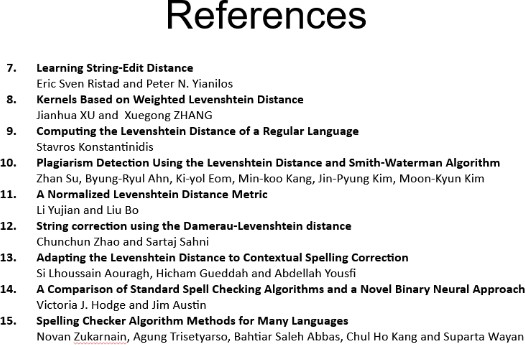 References
7. Learning String-Edit Distance
Eric Sven Ristad and Peter N. Yianilos
8. Kernels Based on Weighted Levenshtein Distance
Jianhua XU and Xuegong ZHANG
9. Computing the Levenshtein Distance of a Regular Language
Stavros Konstantinidis
10. Plagiarism Detection Using the Levenshtein Distance and Smith-Waterman Algorithm
Zhan Su, Byung-Ryul Ahn, Ki-yol Eom, Min-koo Kang, Jin-Pyung Kim, Moon-Kyun Kim
11. A Normalized Levenshtein Distance Metric
Li Yujian and Liu Bo
12. String correction using the Damerau-Levenshtein distance
Chunchun Zhao and Sartaj Sahni
13. Adapting the Levenshtein Distance to Contextual Spelling Correction
Si Lhoussain Aouragh, Hicham Gueddah and Abdellah Yousfi
14. A Comparison of Standard Spell Checking Algorithms and a Novel Binary Neural Approach
Victoria J. Hodge and Jim Austin
15. Spelling Checker Algorithm Methods for Many Languages
Novan Zukarnain, Agung Trisetyarso, Bahtiar Saleh Abbas, Chul Ho Kang and Suparta Wayan